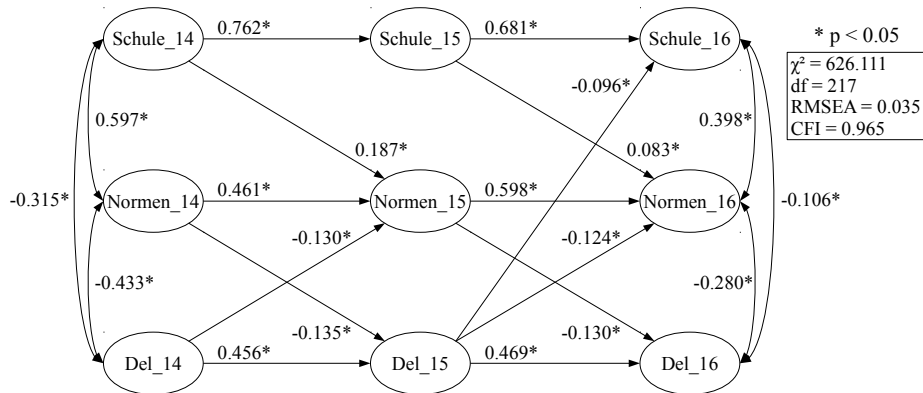 Schule_14
0.762*
Schule_15
0.681*
Schule_16
* p < 0.05
χ² = 626.111
df = 217
RMSEA = 0.035
CFI = 0.965
-0.096*
0.597*
0.398*
0.187*
0.083*
-0.315*
Normen_14
0.461*
Normen_15
0.598*
Normen_16
-0.106*
-0.130*
-0.124*
-0.433*
-0.280*
-0.135*
-0.130*
Del_14
0.456*
Del_15
0.469*
Del_16